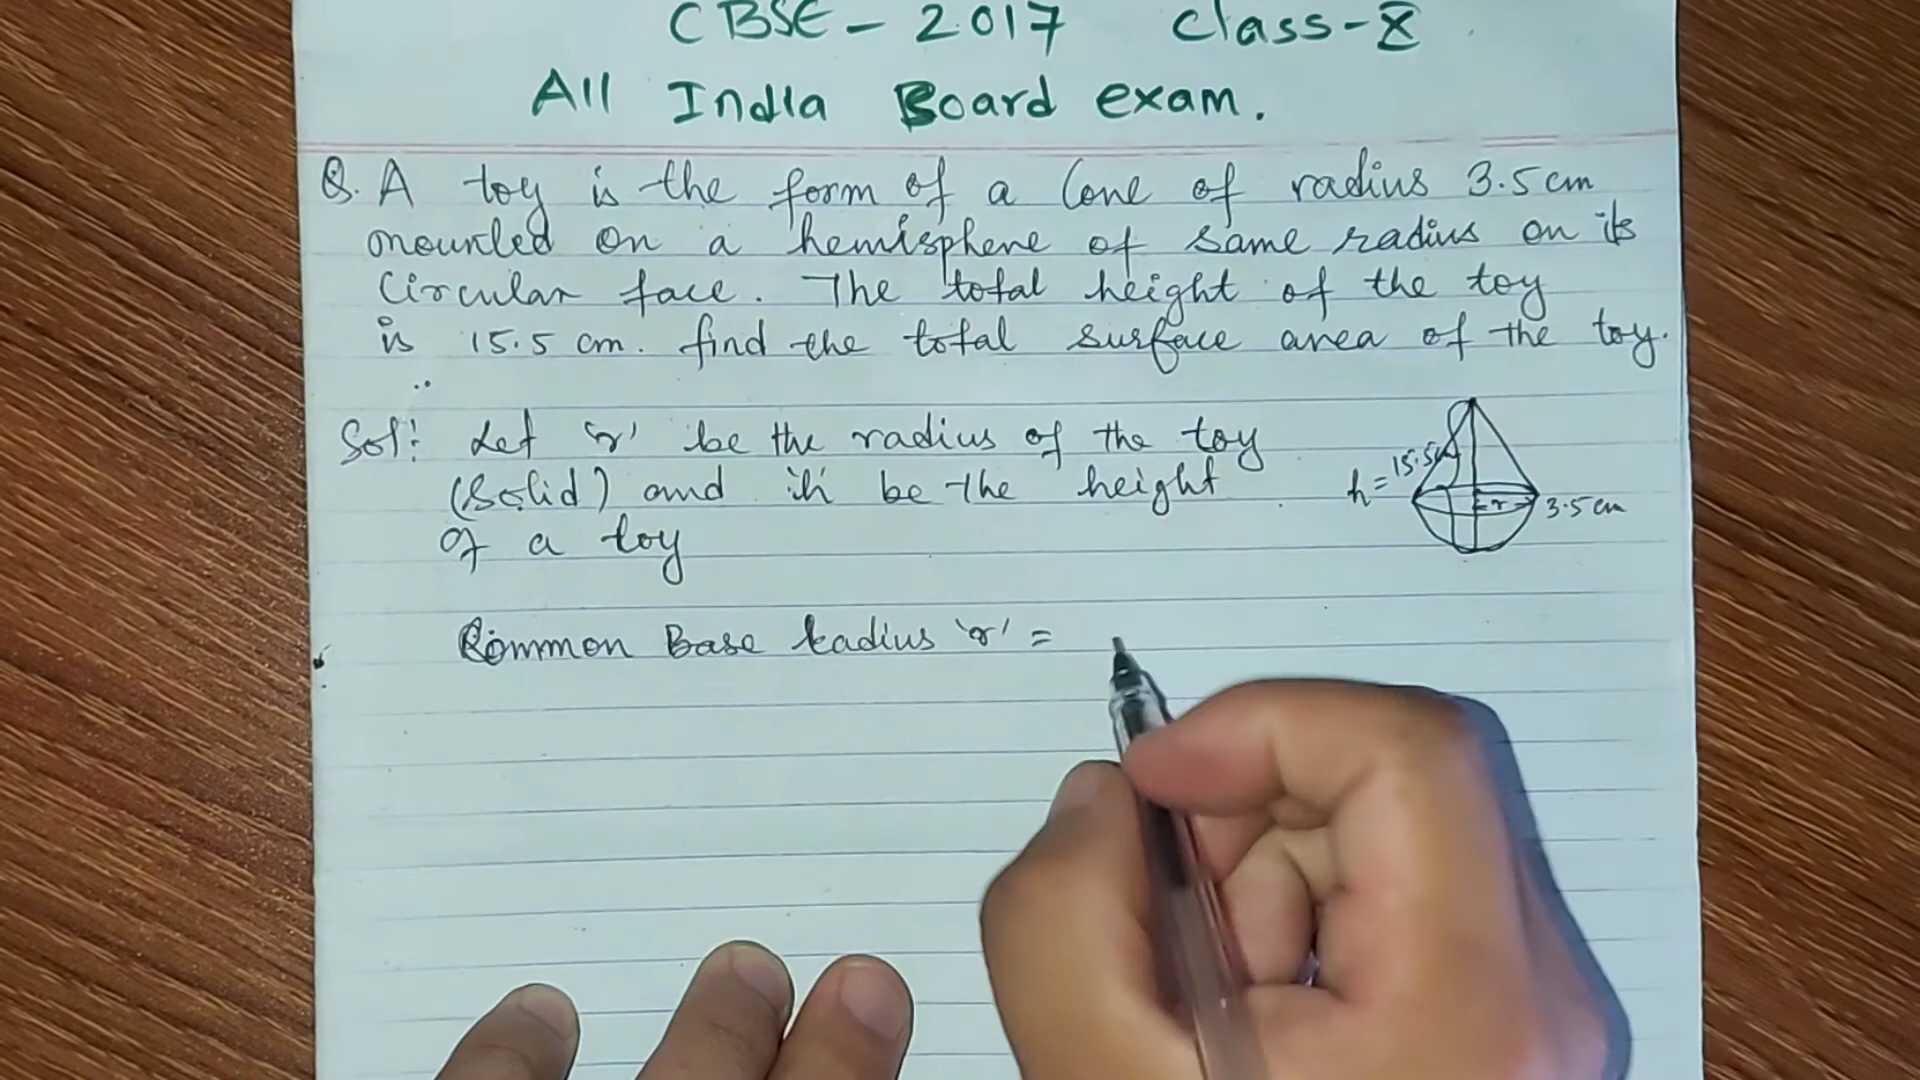 CBSE - 2017 Class - X
All India Board exam.
Q. A toy is the form of a Cone of radius 3.5 cm
mounted on a hemisphere of same radius on its
Circular face. The total height of the toy
is 15.5 cm. find the total surface area of the toy.
Sol: Let 'r' be the radius of the toy
(Solid) and 'h' be the height
of a toy
h = 15.5cm
r
3.5 cm
Common Base radius 'r' =